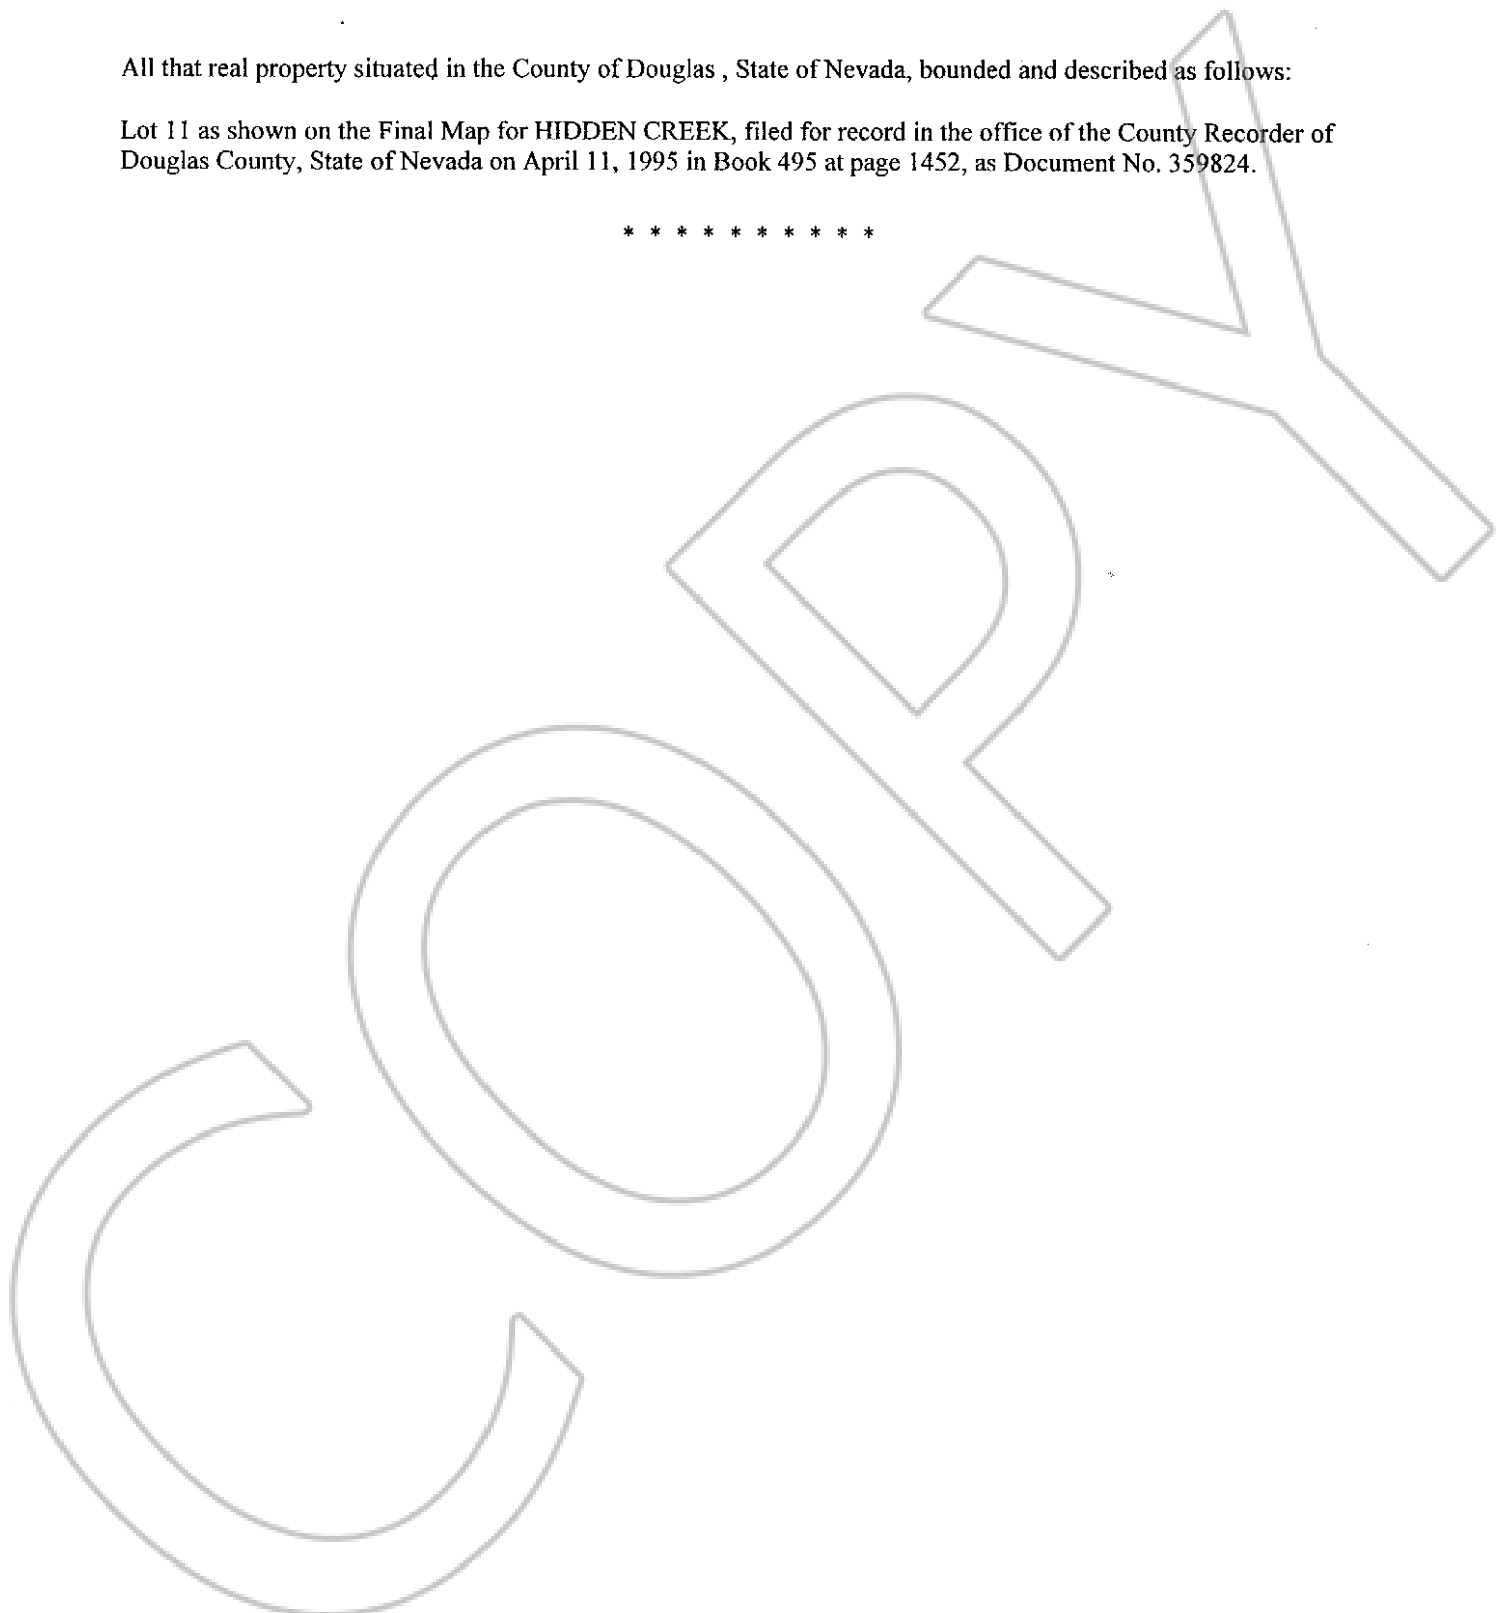 All that real property situated in the County of Douglas , State of Nevada, bounded and described as follows:
Lot 11 as shown on the Final Map for HIDDEN CREEK, filed for record in the office of the County Recorder of
Douglas County, State of Nevada on April 11, 1995 in Book 495 at page 1452, as Document No. 359824.
* * * * * * * * * *
COPY